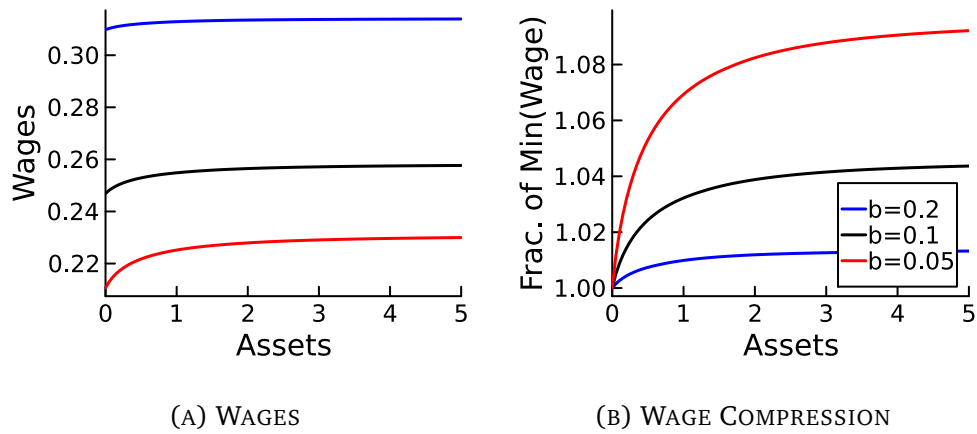 Wages
0.30
0.28
0.26
0.24
0.22
0 1 2 3 4 5
Assets
(A) WAGES
Frac. of Min(Wage)
1.08
1.06
1.04
1.02
1.00
b=0.2
b=0.1
b=0.05
0 1 2 3 4 5
Assets
(B) WAGE COMPRESSION